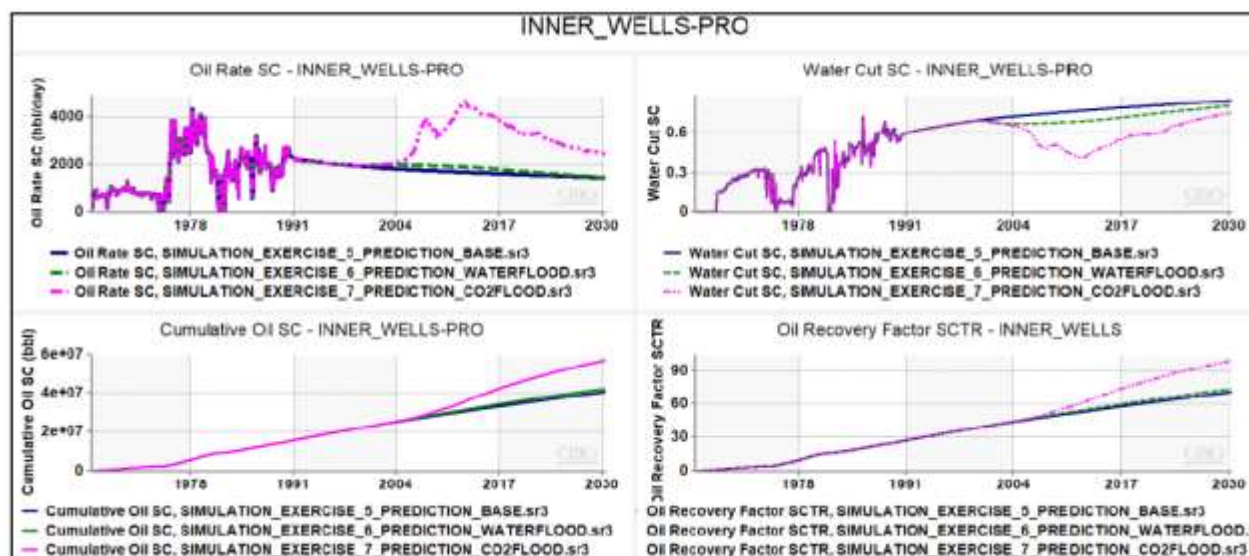 INNER_WELLS-PRO
Oil Rate SC - INNER_WELLS-PRO
Oil Rate SC (bbl/day)
4000
2000
0
1978 1991 2004 2017 2030
Oil Rate SC, SIMULATION_EXERCISE_5_PREDICTION_BASE.sr3
Oil Rate SC, SIMULATION_EXERCISE_6_PREDICTION_WATERFLOOD.sr3
Oil Rate SC, SIMULATION_EXERCISE_7_PREDICTION_CO2FLOOD.sr3
Water Cut SC - INNER_WELLS-PRO
Water Cut SC
0.6
0.3
0
1978 1991 2004 2017 2030
Water Cut SC, SIMULATION_EXERCISE_5_PREDICTION_BASE.sr3
Water Cut SC, SIMULATION_EXERCISE_6_PREDICTION_WATERFLOOD.sr3
Water Cut SC, SIMULATION_EXERCISE_7_PREDICTION_CO2FLOOD.sr3
Cumulative Oil SC - INNER_WELLS-PRO
Cumulative Oil SC (bbl)
6e+07
4e+07
2e+07
0
1978 1991 2004 2017 2030
Cumulative Oil SC, SIMULATION_EXERCISE_5_PREDICTION_BASE.sr3
Cumulative Oil SC, SIMULATION_EXERCISE_6_PREDICTION_WATERFLOOD.sr3
Cumulative Oil SC, SIMULATION_EXERCISE_7_PREDICTION_CO2FLOOD.sr3
Oil Recovery Factor SCTR - INNER_WELLS
Oil Recovery Factor SCTR
90
60
30
0
1978 1991 2004 2017 2030
Oil Recovery Factor SCTR, SIMULATION_EXERCISE_5_PREDICTION_BASE.sr3
Oil Recovery Factor SCTR, SIMULATION_EXERCISE_6_PREDICTION_WATERFLOOD.
Oil Recovery Factor SCTR, SIMULATION_EXERCISE_7_PREDICTION_CO2FLOOD.sr3